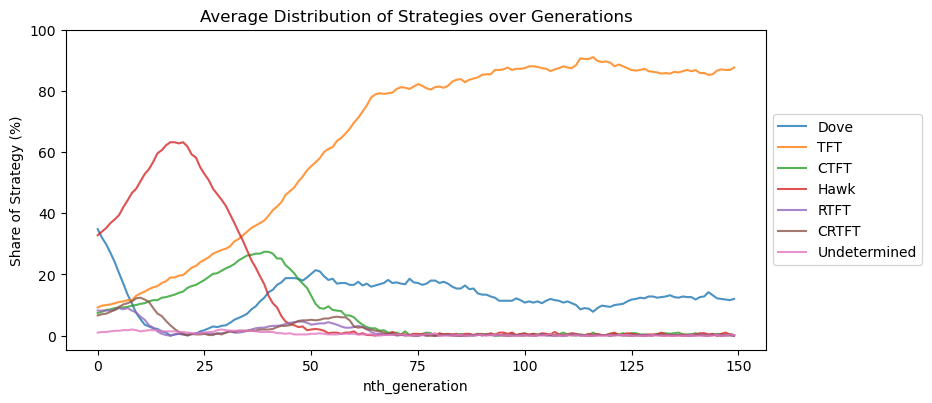 Average Distribution of Strategies over Generations
Share of Strategy (%)
100
80
60
40
20
0
0 25 50 75 100 125 150
nth_generation
Dove
TFT
CTFT
Hawk
RTFT
CRTFT
Undetermined